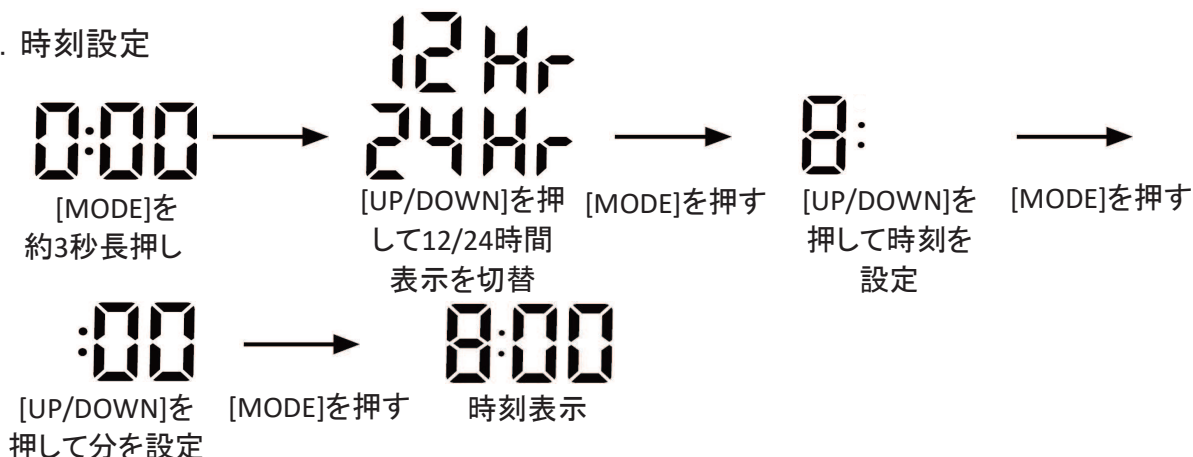 . 時刻設定
12 Hr
0:00
24 Hr
8:
[MODE]を
約3秒長押し
[UP/DOWN]を押
して12/24時間
表示を切替
[MODE]を押す
[UP/DOWN]を
押して時刻を
設定
[MODE]を押す
:00
8:00
[UP/DOWN]を
押して分を設定
[MODE]を押す
時刻表示